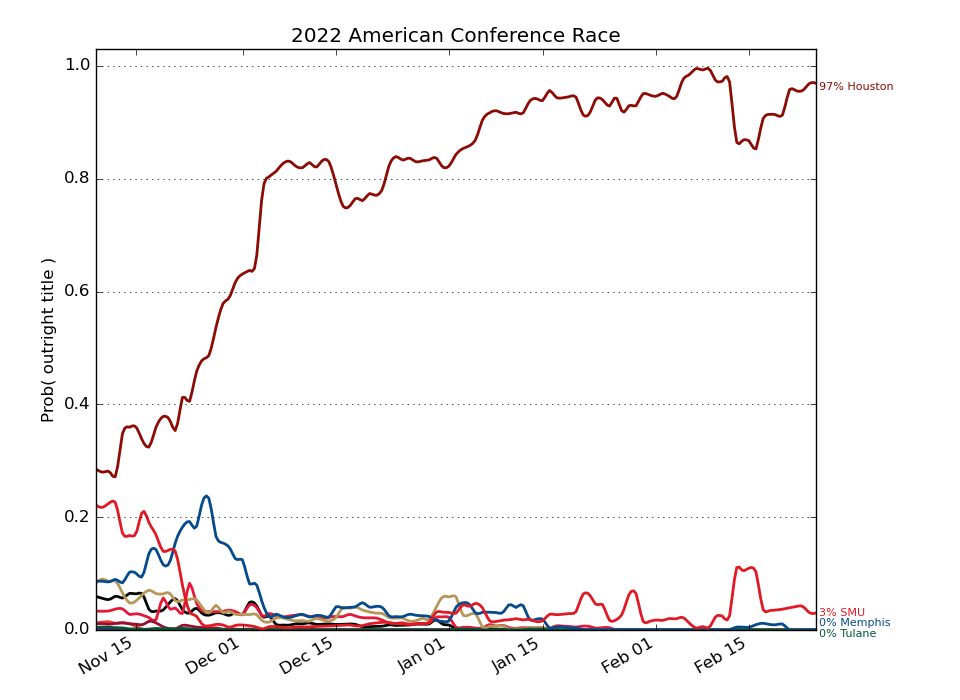 2022 American Conference Race
1.0
0.8
0.6
0.4
0.2
0.0
Prob( outright title )
97% Houston
3% SMU
0% Memphis
0% Tulane
Nov 15
Dec 01
Dec 15
Jan 01
Jan 15
Feb 01
Feb 15